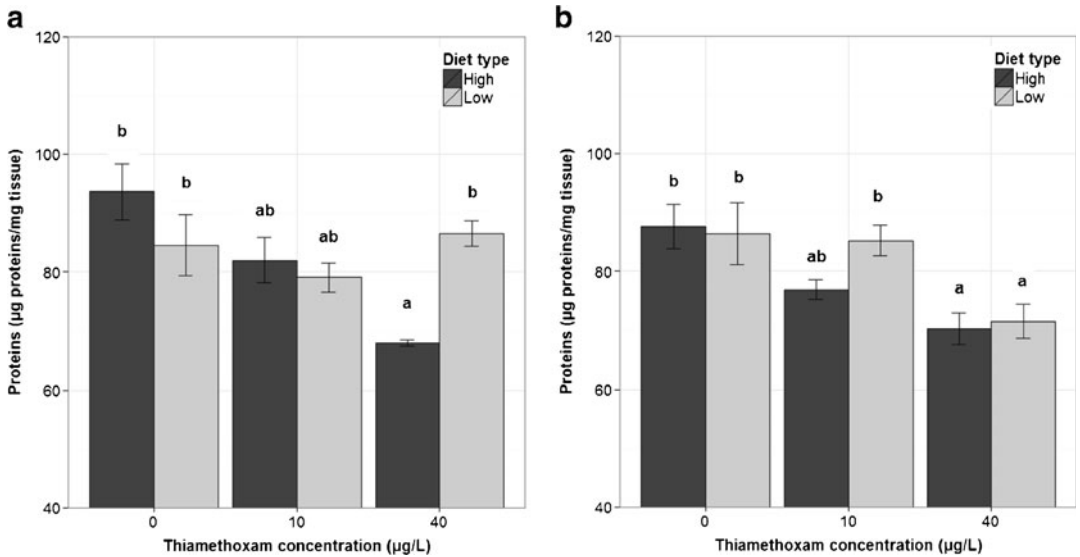 a
120
100
80
60
40
Proteins (µg proteins/mg tissue)
Diet type
High
Low
b
b
ab
ab
a
b
0
10
40
Thiamethoxam concentration (µg/L)
b
120
100
80
60
40
Proteins (µg proteins/mg tissue)
Diet type
High
Low
b
b
ab
b
a
a
0
10
40
Thiamethoxam concentration (µg/L)